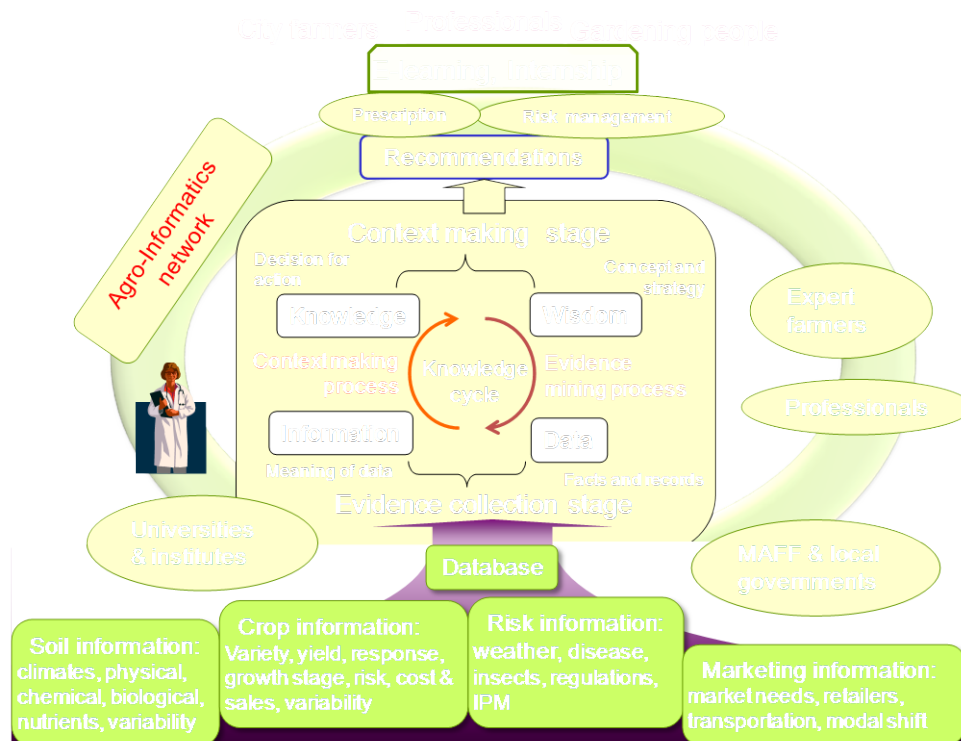 City farmers Professionals Gardening people
E-learning, Internship
Prescription
Risk management
Recommendations
Agro-Informatics
network
Context making stage
Decision for
action
Concept and
strategy
Knowledge
Wisdom
Context making
process
Knowledge
cycle
Evidence
mining process
Information
Data
Meaning of data
Facts and records
Evidence collection stage
Expert
farmers
Professionals
Universities
& institutes
MAFF & local
governments
Database
Soil information:
climates, physical,
chemical, biological,
nutrients, variability
Crop information:
Variety, yield, response,
growth stage, risk, cost &
sales, variability
Risk information:
weather, disease,
insects, regulations,
IPM
Marketing information:
market needs, retailers,
transportation, modal shift